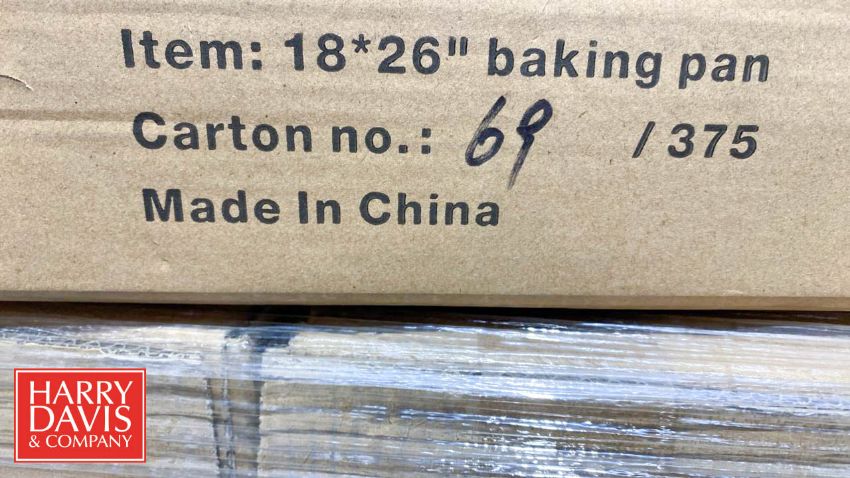 Item: 18*26" baking pan
Carton no.: 69 / 375
Made In China
HARRY
DAVIS
& COMPANY